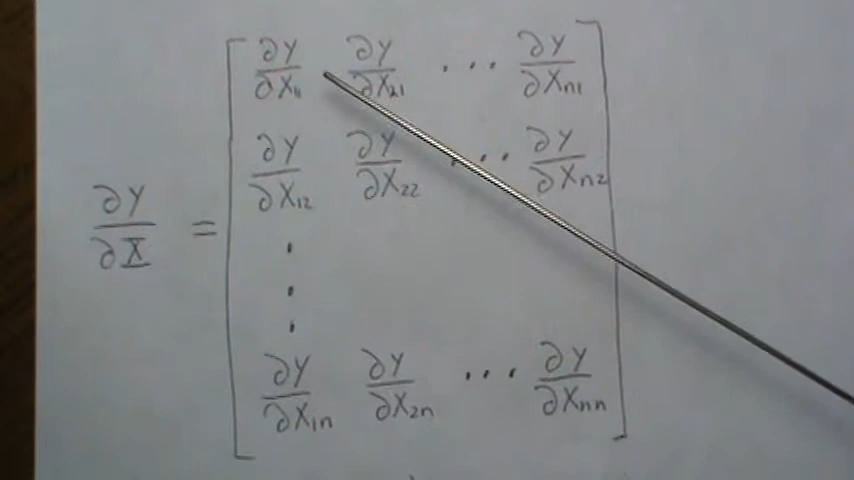 ∂Y/∂X₁₁ ∂Y/∂X₂₁ ... ∂Y/∂Xₙ₁
∂Y/∂X₁₂ ∂Y/∂X₂₂ ... ∂Y/∂Xₙ₂
∂Y/∂X =
∂Y/∂X₁ₙ ∂Y/∂X₂ₙ ... ∂Y/∂Xₙₙ